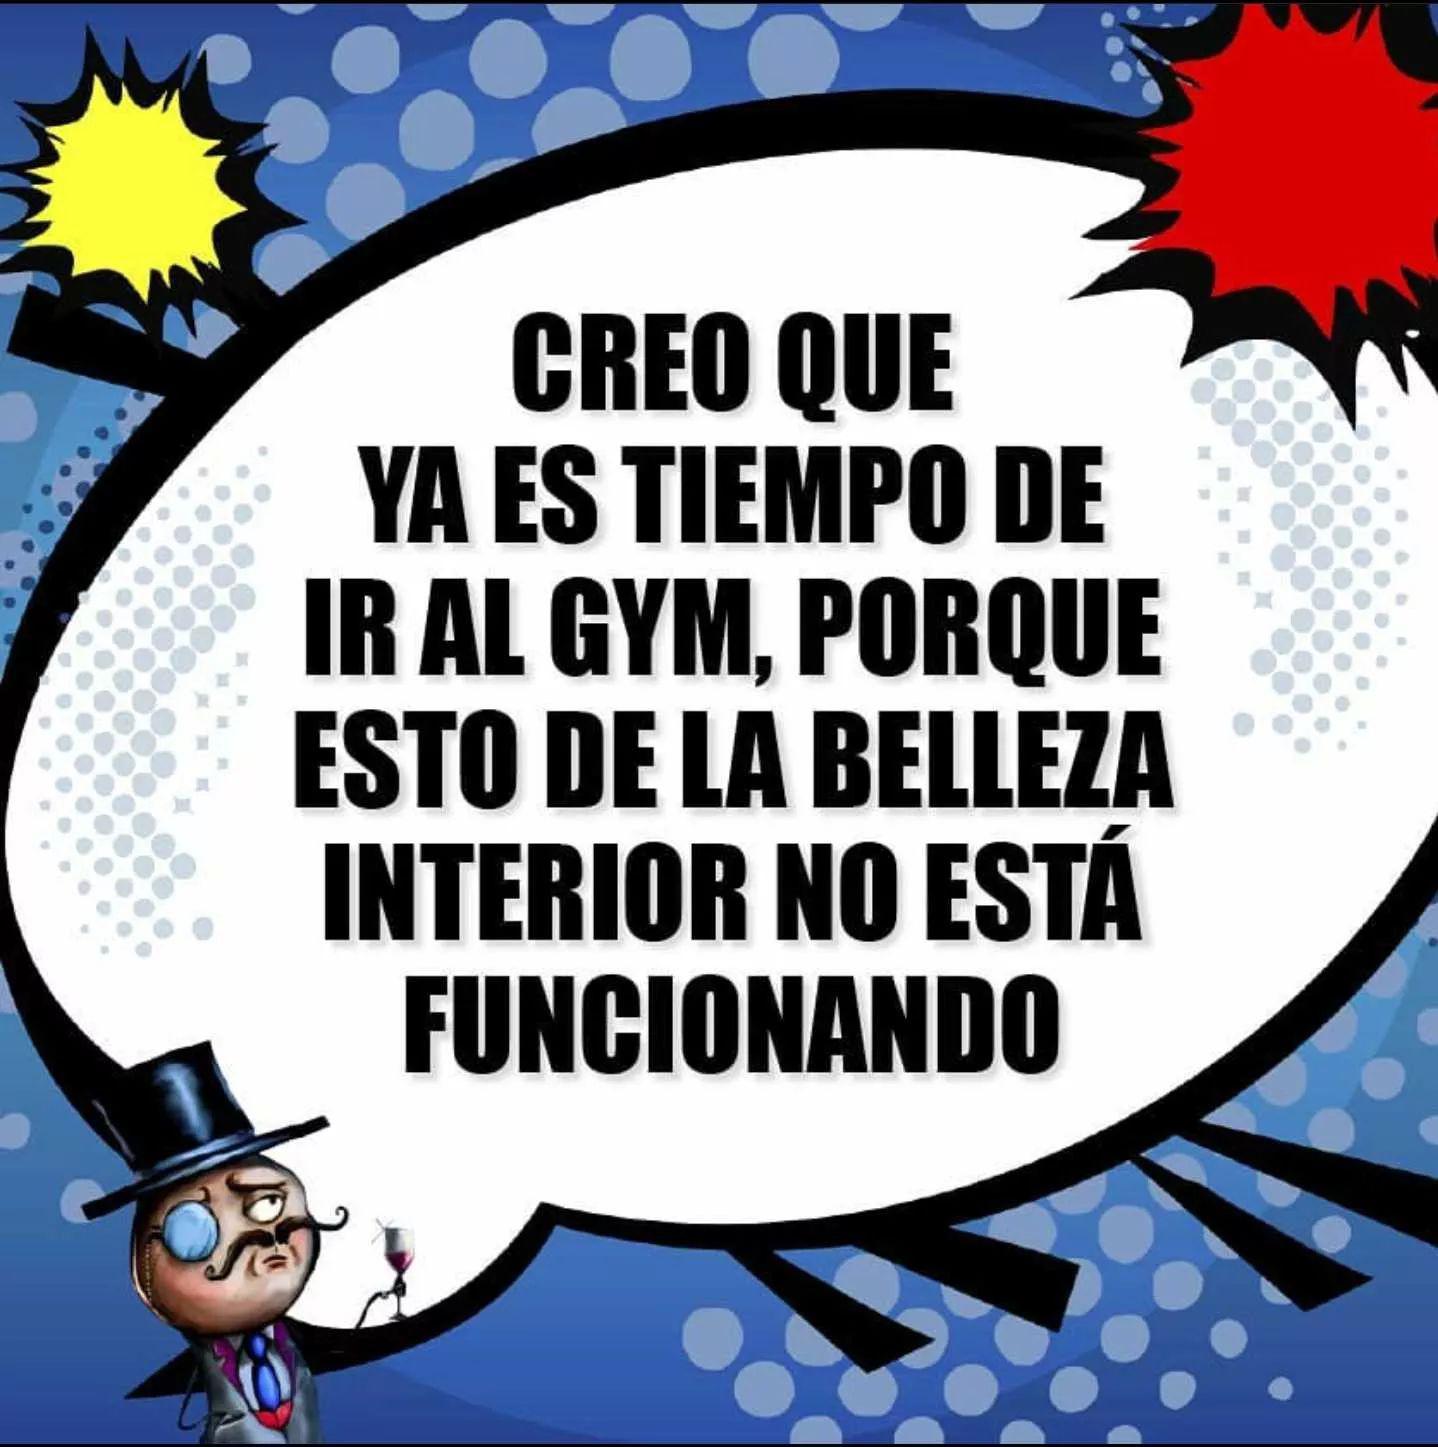 CREO QUE
YA ES TIEMPO DE
IR AL GYM, PORQUE
ESTO DE LA BELLEZA
INTERIOR NO ESTÁ
FUNCIONANDO